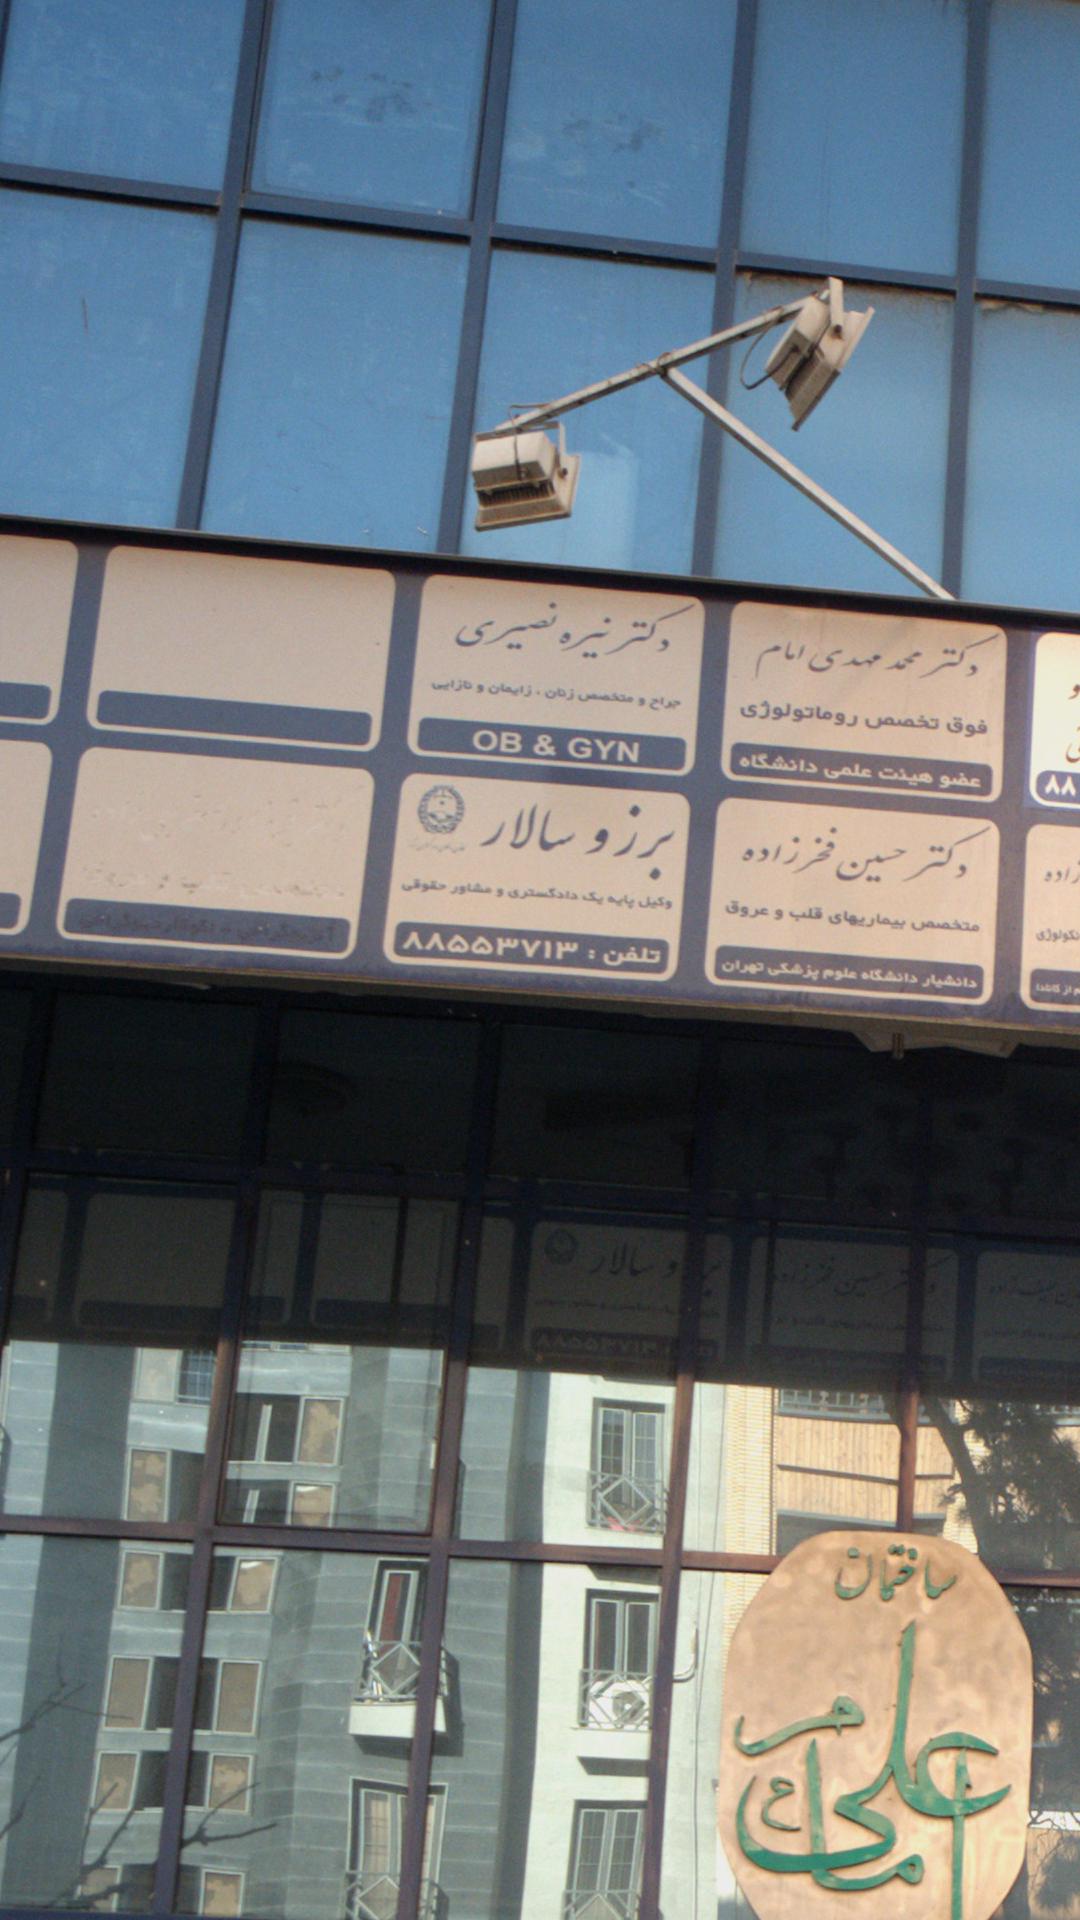 دکتر محمد مهدی امام
فوق تخصص روماتولوژی
عضو هیئت علمی دانشگاه
دکتر نیره نصیری
جراح و متخصص زنان ، زایمان و نازایی
OB & GYN
۸۸
دکتر حسین فخرزاده
متخصص بیماریهای قلب و عروق
دانشیار دانشگاه علوم پزشکی تهران
برزو سالار
وکیل پایه یک دادگستری و مشاور حقوقی
تلفن : ۸۸۵۵۳۷۱۳
زاده
ساختمان